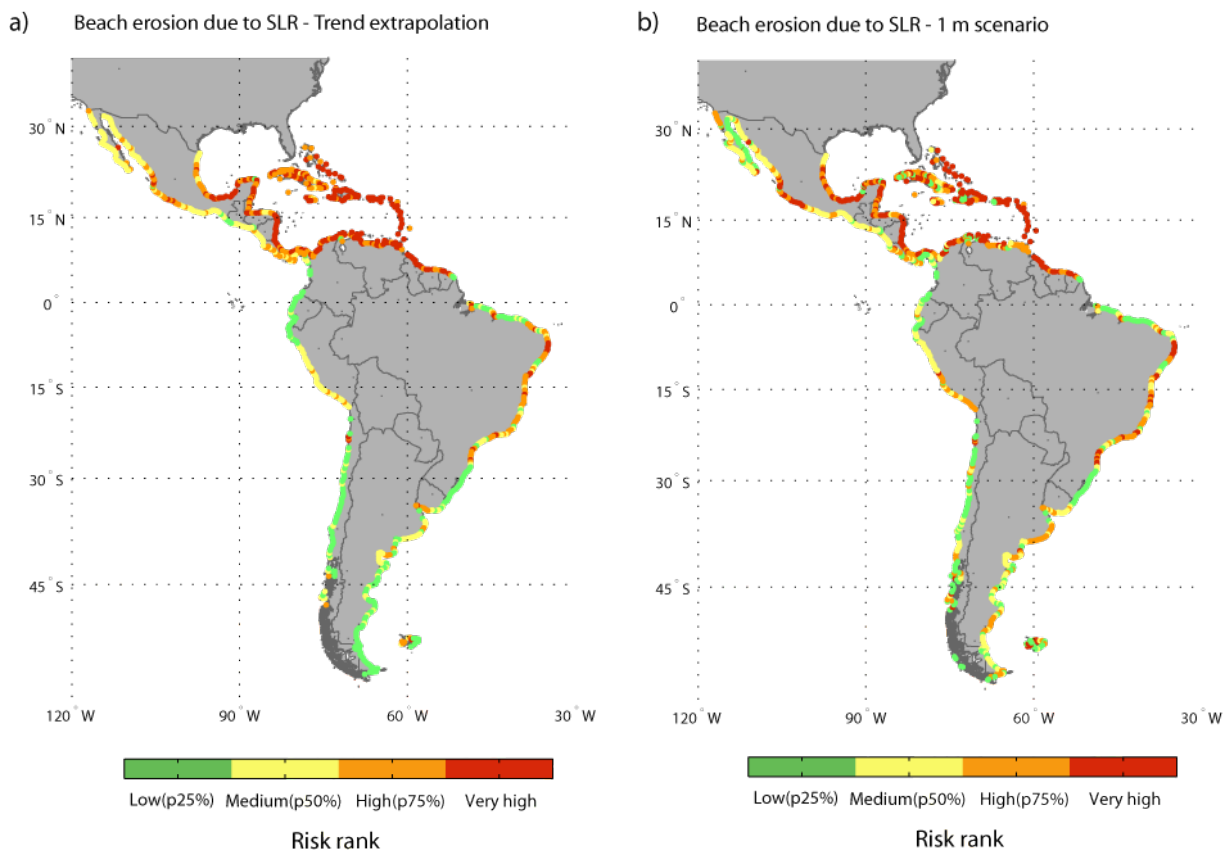 a) Beach erosion due to SLR - Trend extrapolation
30° N
15° N
0°
15° S
30° S
45° S
120° W 90° W 60° W 30° W
Low(p25%) Medium(p50%) High(p75%) Very high
Risk rank
b) Beach erosion due to SLR - 1 m scenario
30° N
15° N
0°
15° S
30° S
45° S
120° W 90° W 60° W 30° W
Low(p25%) Medium(p50%) High(p75%) Very high
Risk rank